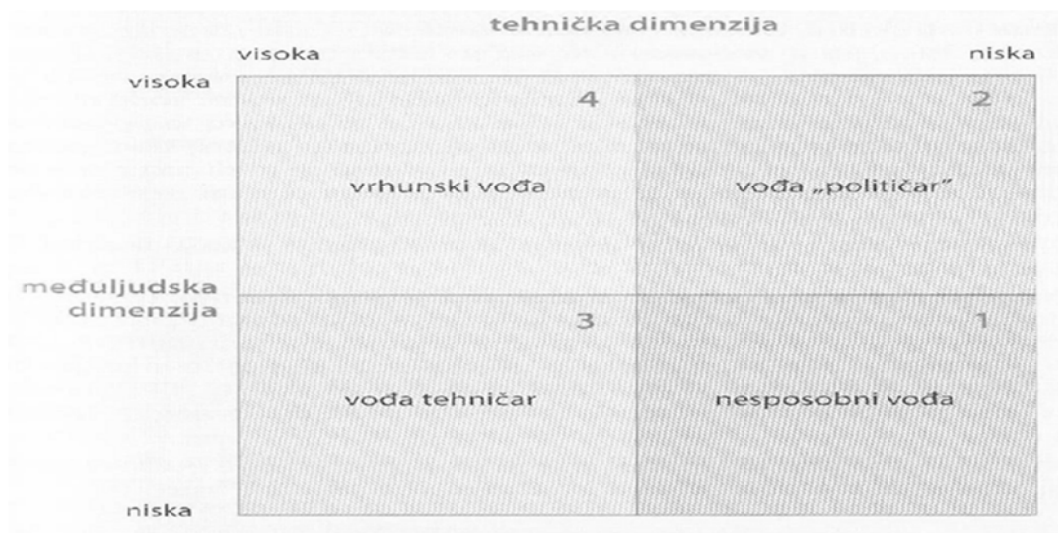 tehnička dimenzija
visoka niska
visoka
4 2
vrhunski vođa vođa „političar”
međuljudska
dimenzija
3 1
vođa tehničar nesposobni vođa
niska